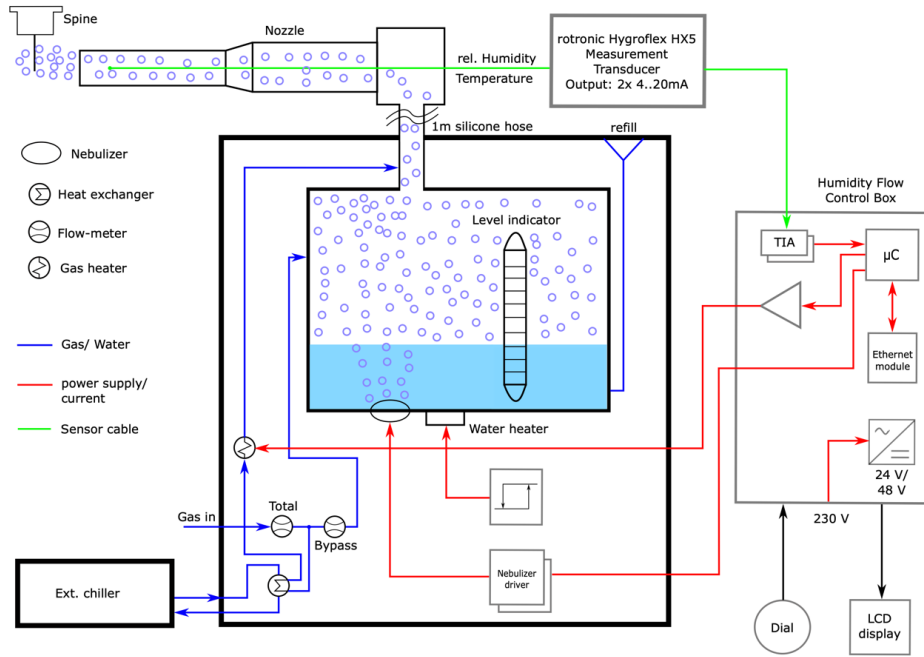 Spine
Nozzle
rel. Humidity
Temperature
rotronic Hygroflex HX5
Measurement
Transducer
Output: 2x 4..20mA
1m silicone hose
refill
Nebulizer
Heat exchanger
Flow-meter
Gas heater
Level indicator
Humidity Flow
Control Box
TIA
µC
Ethernet
module
Gas/ Water
power supply/
current
Sensor cable
Water heater
24 V/
48 V
230 V
Total
Gas in
Bypass
Ext. chiller
Nebulizer
driver
Dial
LCD
display